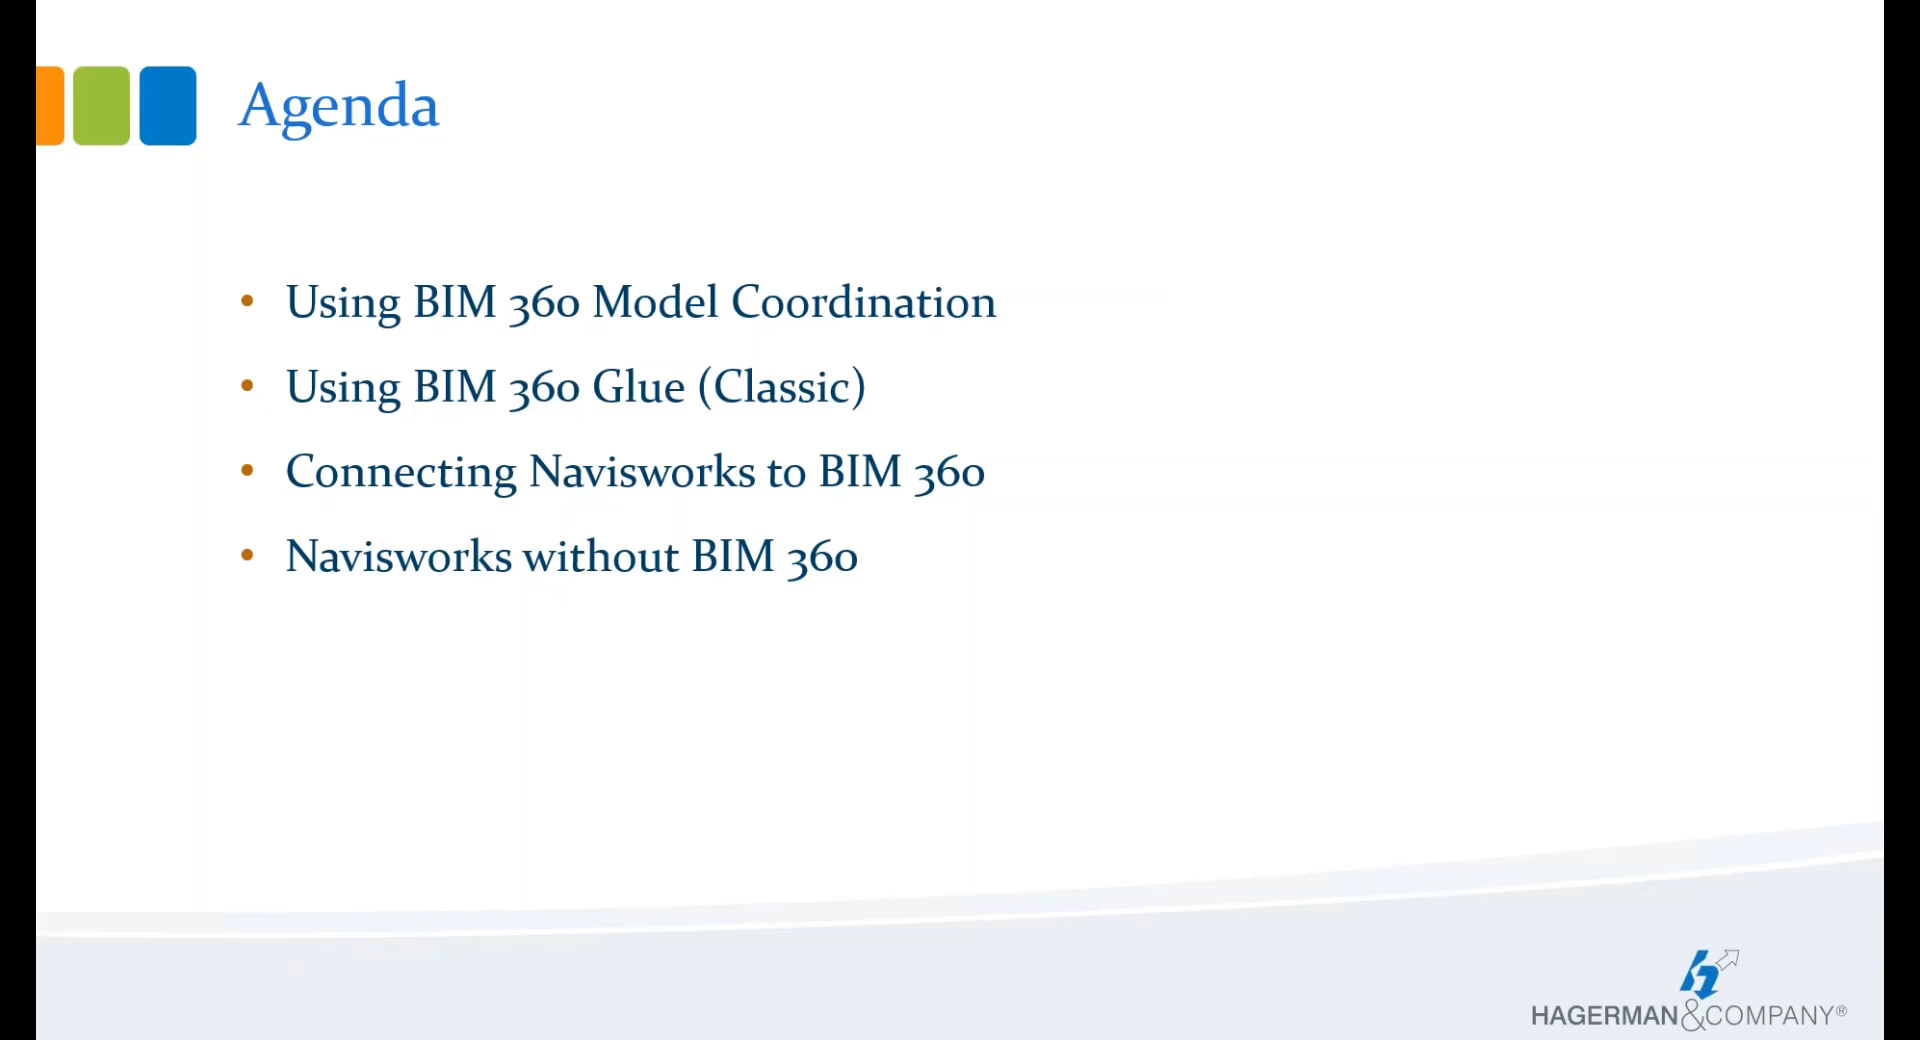 Agenda
• Using BIM 360 Model Coordination
• Using BIM 360 Glue (Classic)
• Connecting Navisworks to BIM 360
• Navisworks without BIM 360
HAGERMAN&COMPANY®